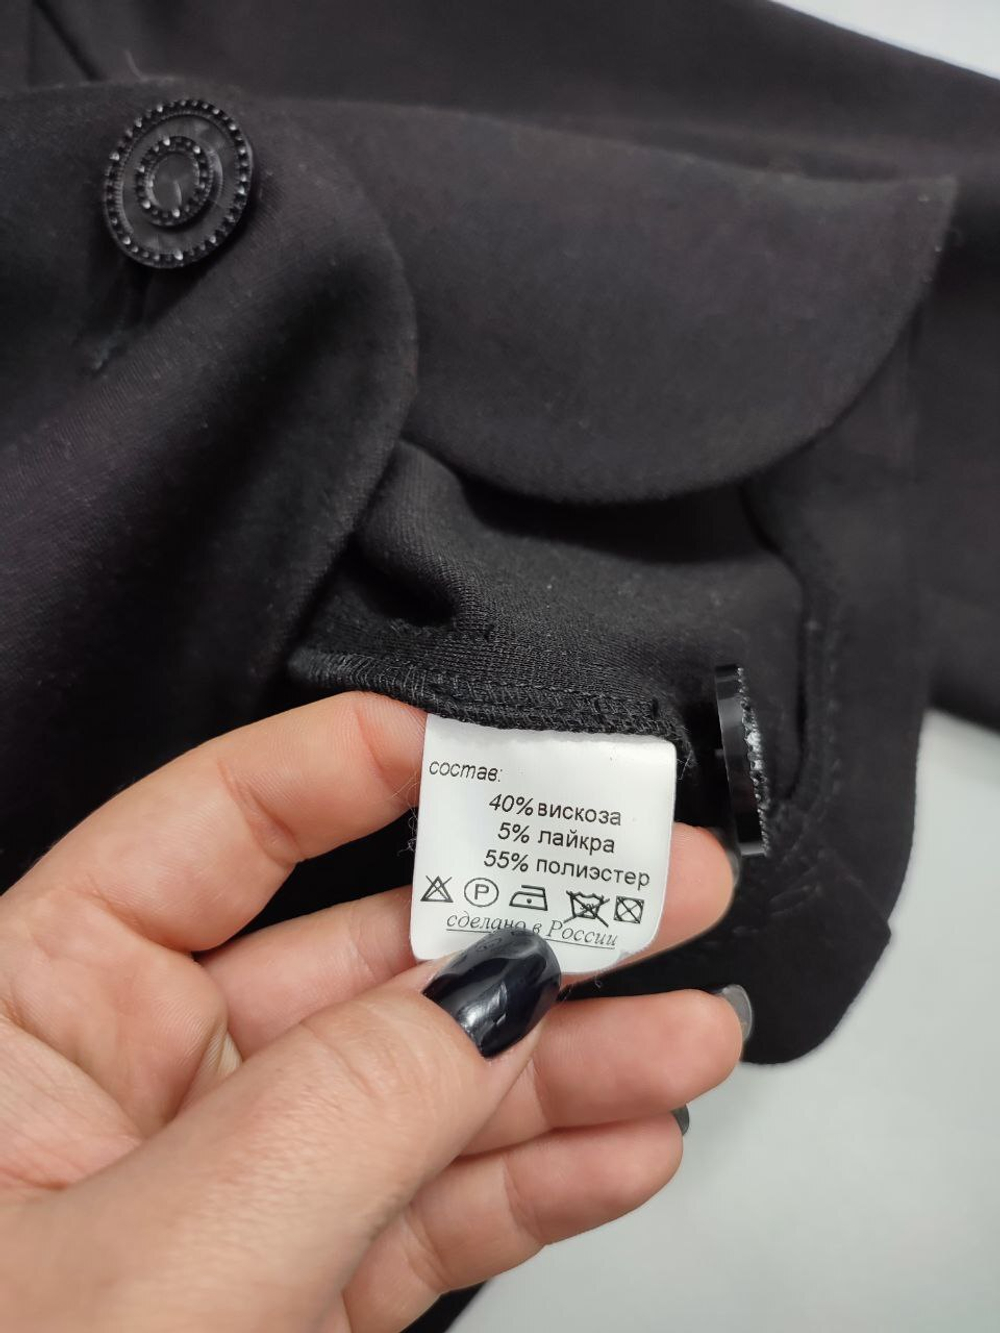 состав:
40% вискоза
5% лайкра
55% полиэстер
P
сделано в России